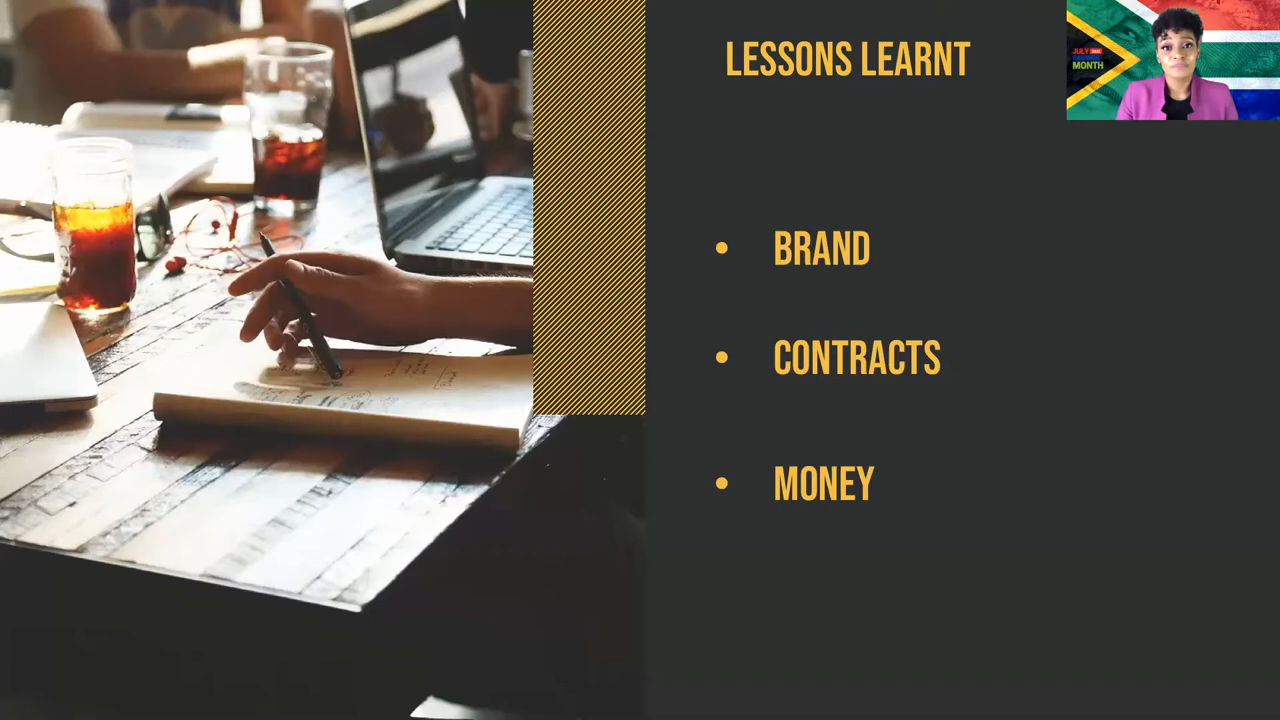 LESSONS LEARNT
JULY
MONTH
• BRAND
• CONTRACTS
• MONEY